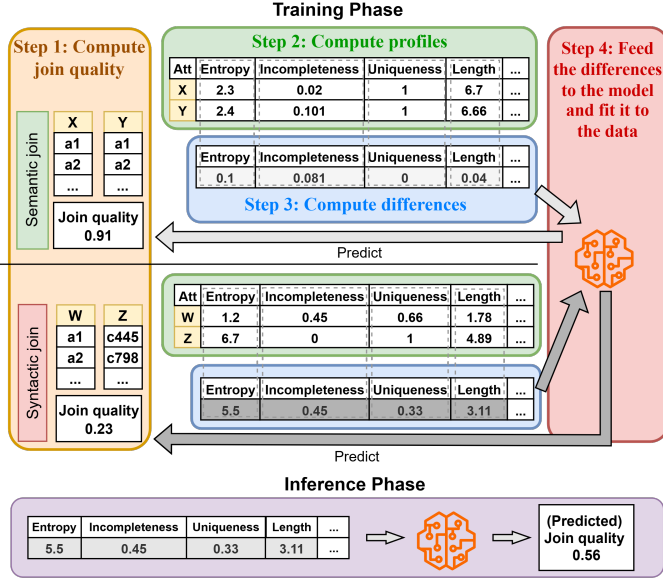 Training Phase
Step 1: Compute
join quality
Semantic join
X Y
a1 a1
a2 a2
... ...
Join quality
0.91
Step 2: Compute profiles
Att Entropy Incompleteness Uniqueness Length ...
X 2.3 0.02 1 6.7 ...
Y 2.4 0.101 1 6.66 ...
Entropy Incompleteness Uniqueness Length ...
0.1 0.081 0 0.04 ...
Step 3: Compute differences
Step 4: Feed
the differences
to the model
and fit it to
the data
Predict
Syntactic join
W Z
a1 c445
a2 c798
... ...
Join quality
0.23
Att Entropy Incompleteness Uniqueness Length ...
W 1.2 0.45 0.66 1.78 ...
Z 6.7 0 1 4.89 ...
Entropy Incompleteness Uniqueness Length ...
5.5 0.45 0.33 3.11 ...
Predict
Inference Phase
Entropy Incompleteness Uniqueness Length ...
5.5 0.45 0.33 3.11 ...
(Predicted)
Join quality
0.56